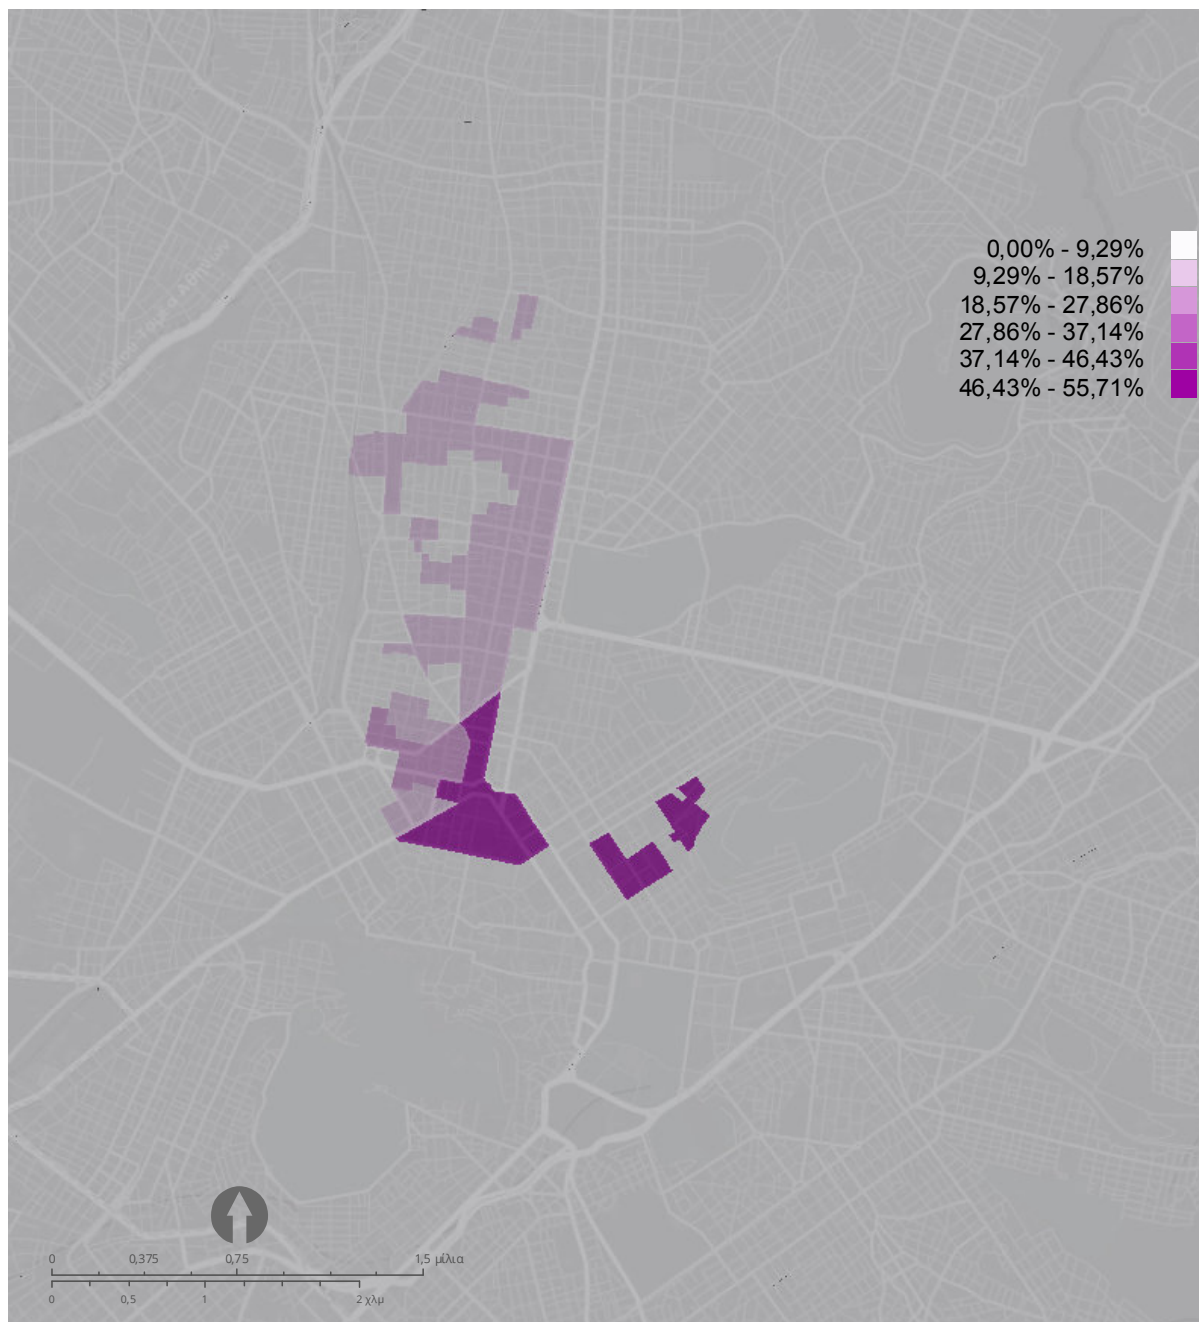 0,00% - 9,29%
9,29% - 18,57%
18,57% - 27,86%
27,86% - 37,14%
37,14% - 46,43%
46,43% - 55,71%
0 0,375 0,75 1,5 μίλια
0 0,5 1 2 χλμ